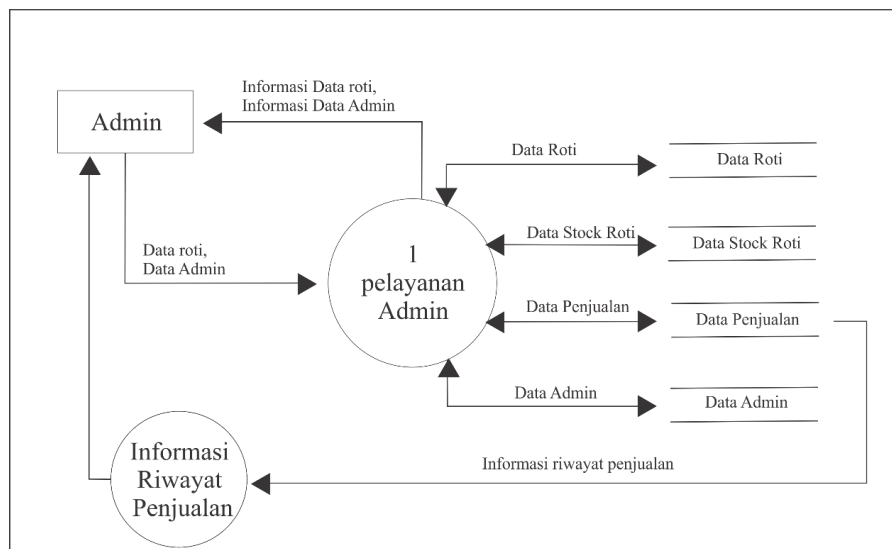 Informasi Data roti,
Informasi Data Admin
Admin
Data Roti
Data Roti
Data Stock Roti
Data Stock Roti
Data roti,
Data Admin
1
pelayanan
Admin
Data Penjualan
Data Penjualan
Data Admin
Data Admin
Informasi
Riwayat
Penjualan
Informasi riwayat penjualan